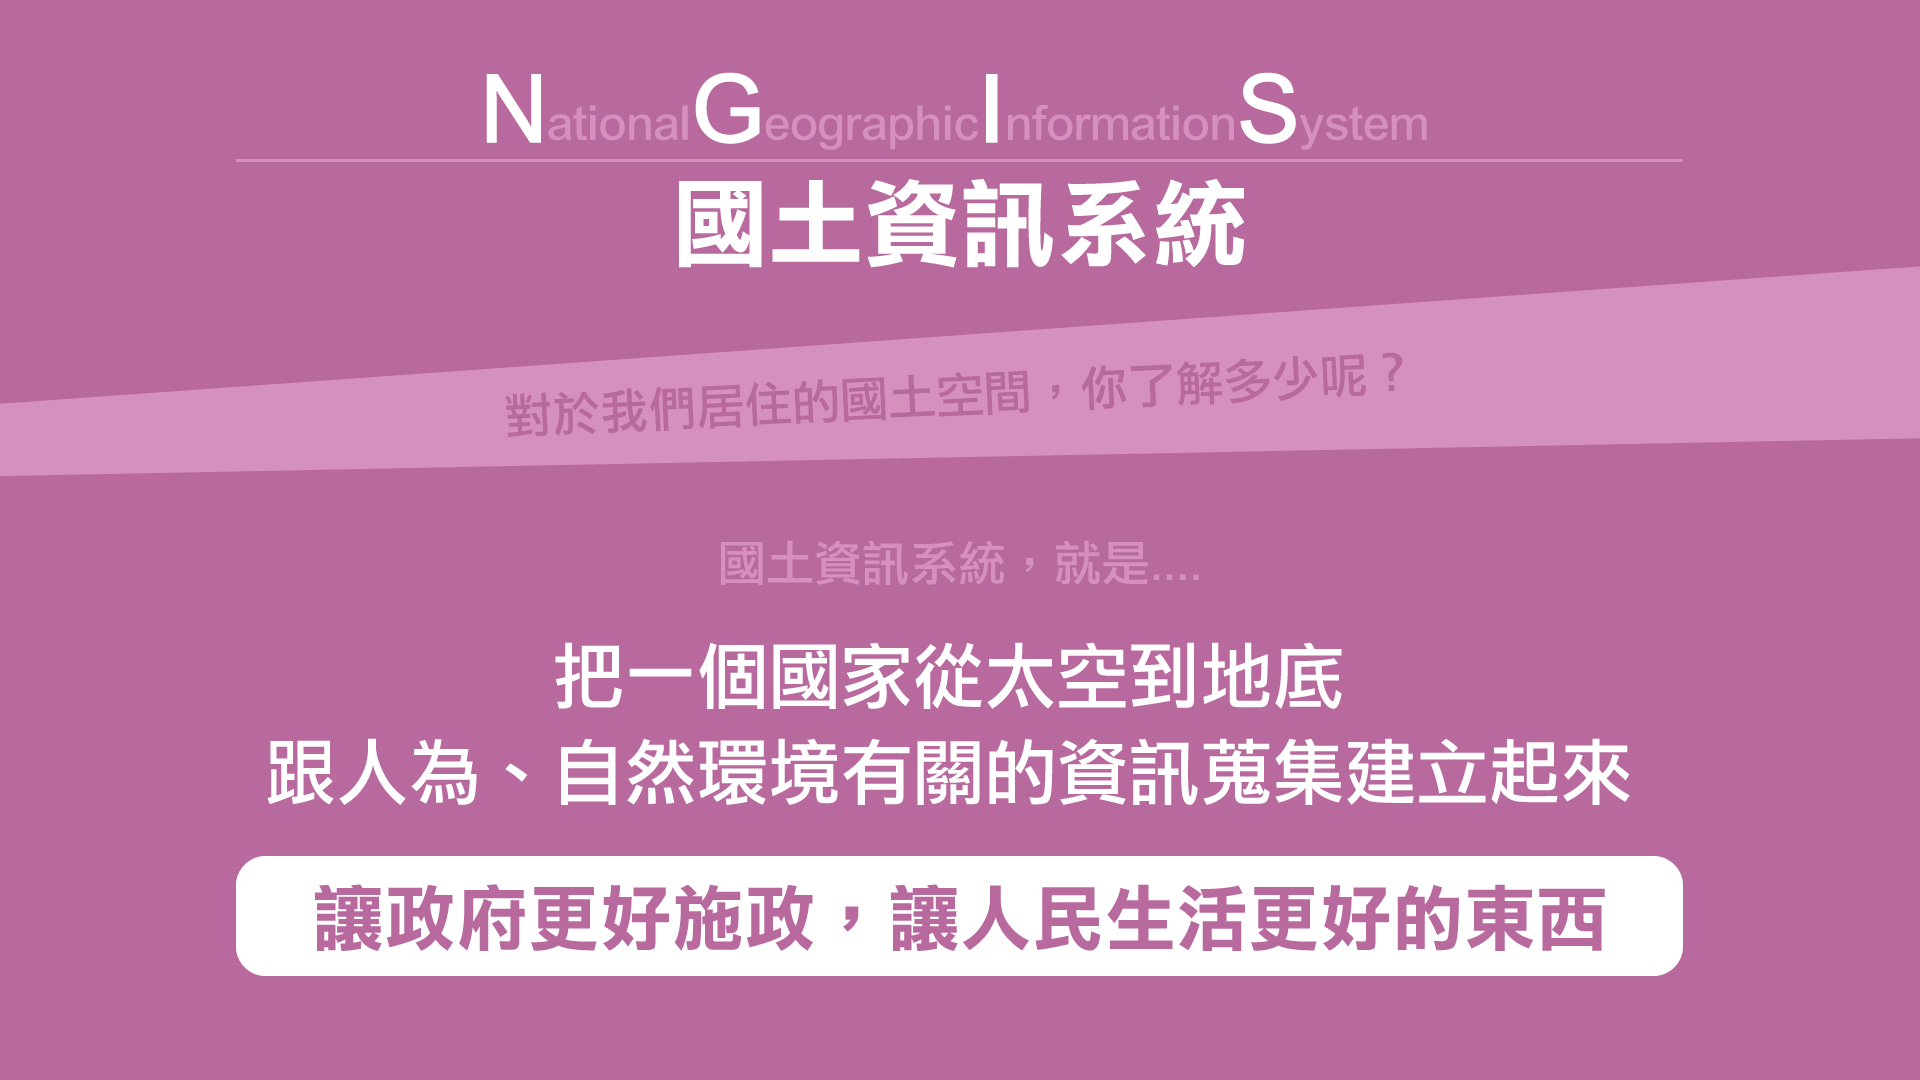 National Geographic Information System
國土資訊系統
對於我們居住的國土空間，你了解多少呢？
國土資訊系統，就是....
把一個國家從太空到地底
跟人為、自然環境有關的資訊蒐集建立起來
讓政府更好施政，讓人民生活更好的東西